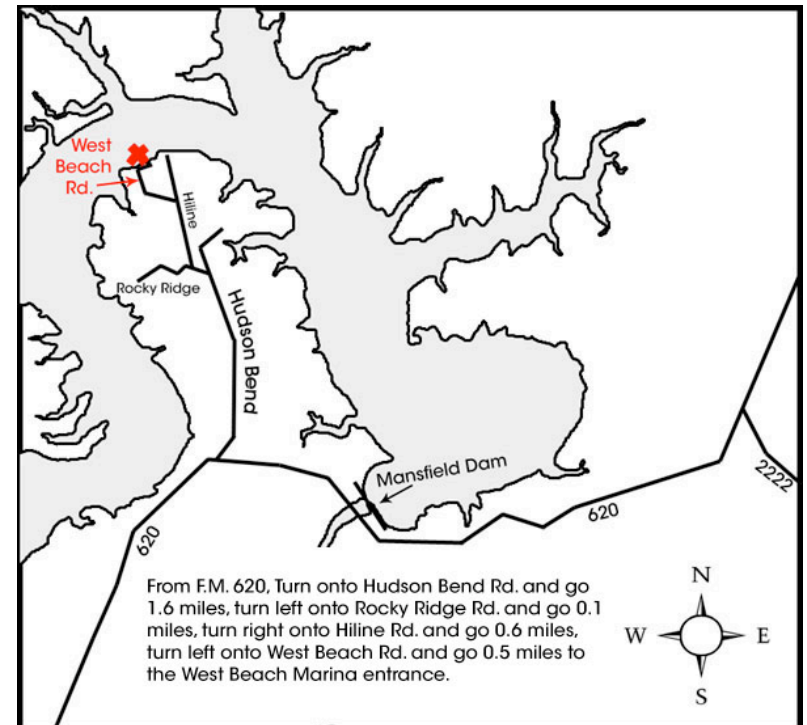 West
Beach
Rd.
Hiline
Rocky Ridge
Hudson Bend
Mansfield Dam
2222
620
620
From F.M. 620, Turn onto Hudson Bend Rd. and go
1.6 miles, turn left onto Rocky Ridge Rd. and go 0.1
miles, turn right onto Hiline Rd. and go 0.6 miles,
turn left onto West Beach Rd. and go 0.5 miles to
the West Beach Marina entrance.
N
W E
S